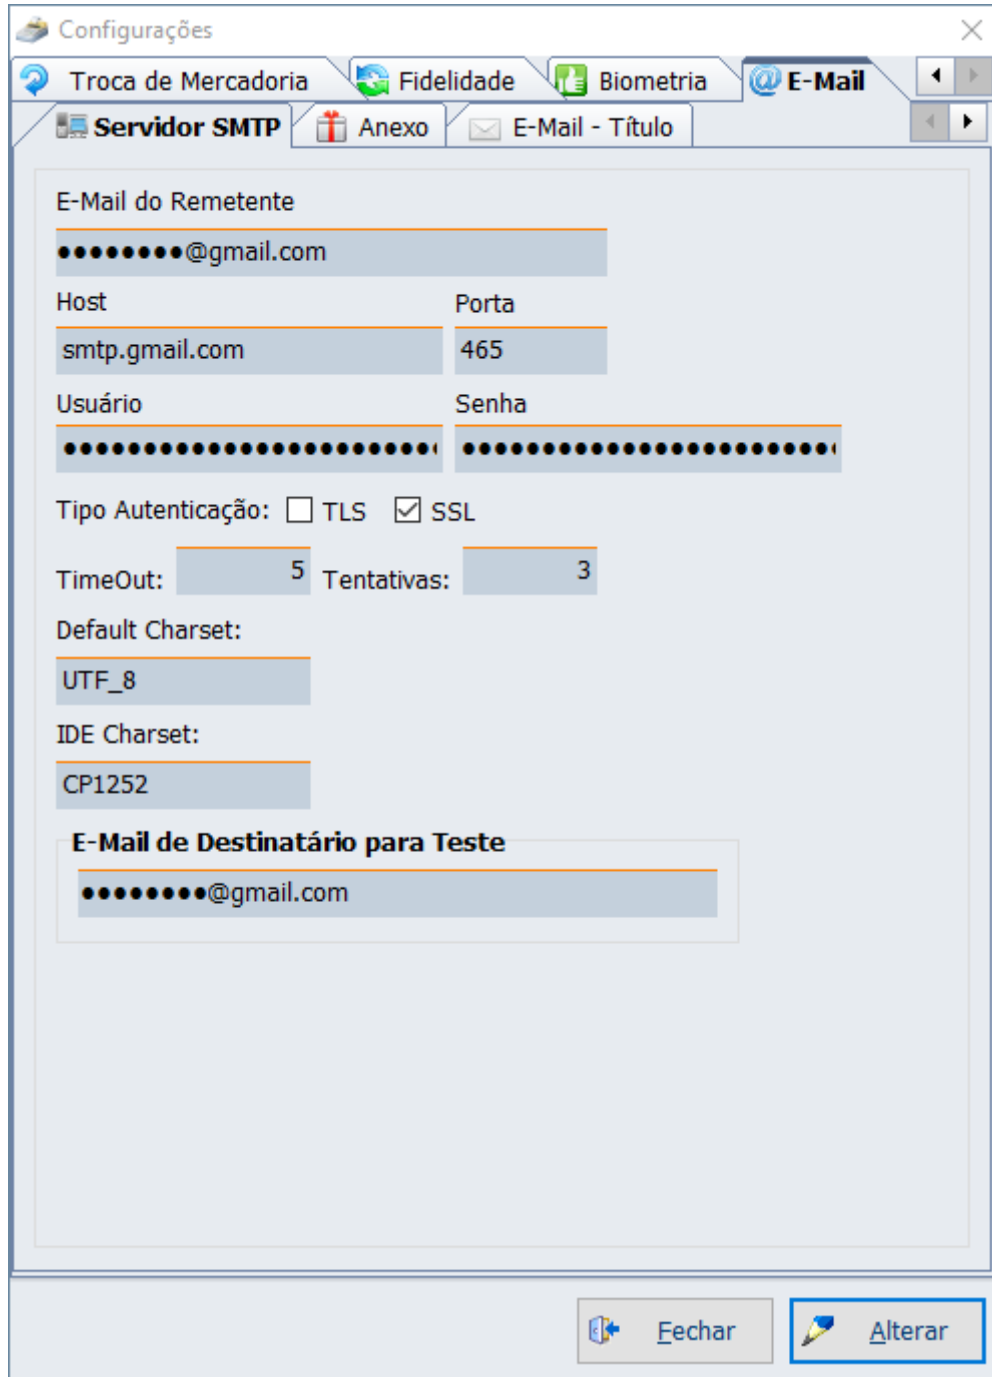 Configurações
Troca de Mercadoria Fidelidade Biometria E-Mail
Servidor SMTP Anexo E-Mail - Título
E-Mail do Remetente
●●●●●●●●@gmail.com
Host Porta
smtp.gmail.com 465
Usuário Senha
Tipo Autenticação: TLS SSL
TimeOut: 5 Tentativas: 3
Default Charset:
UTF_8
IDE Charset:
CP1252
E-Mail de Destinatário para Teste
●●●●●●●●@gmail.com
Fechar Alterar